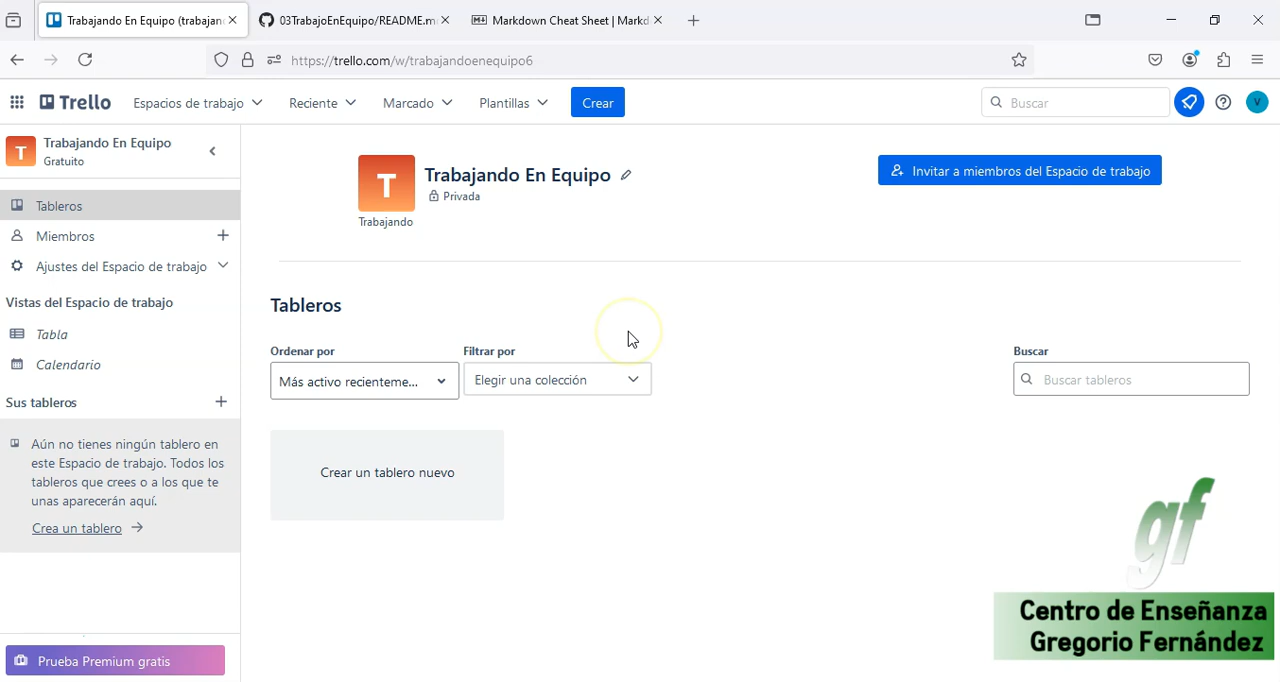 Trabajando En Equipo (trabajan
03TrabajoEnEquipo/README.m
Markdown Cheat Sheet | Markd
https://trello.com/w/trabajandoenequipo6
Trello
Espacios de trabajo
Reciente
Marcado
Plantillas
Crear
Buscar
V
T
Trabajando En Equipo
Gratuito
Tableros
Miembros
Ajustes del Espacio de trabajo
Vistas del Espacio de trabajo
Tabla
Calendario
Sus tableros
Aún no tienes ningún tablero en
este Espacio de trabajo. Todos los
tableros que crees o a los que te
unas aparecerán aquí.
Crea un tablero
Prueba Premium gratis
T
Trabajando
Trabajando En Equipo
Privada
Invitar a miembros del Espacio de trabajo
Tableros
Ordenar por
Más activo recienteme...
Filtrar por
Elegir una colección
Buscar
Buscar tableros
Crear un tablero nuevo
gf
Centro de Enseñanza
Gregorio Fernández